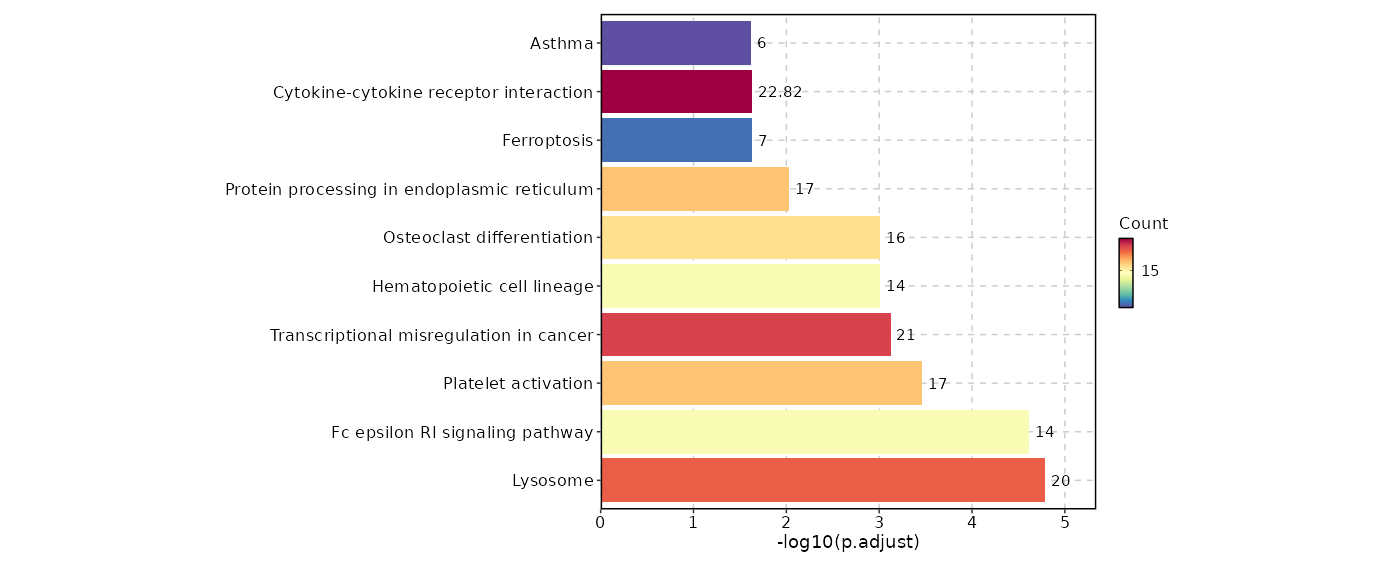 Asthma 6
Cytokine-cytokine receptor interaction 22.82
Ferroptosis 7
Protein processing in endoplasmic reticulum 17
Osteoclast differentiation 16
Hematopoietic cell lineage 14
Transcriptional misregulation in cancer 21
Platelet activation 17
Fc epsilon RI signaling pathway 14
Lysosome 20
0 1 2 3 4 5
-log10(p.adjust)
Count
15